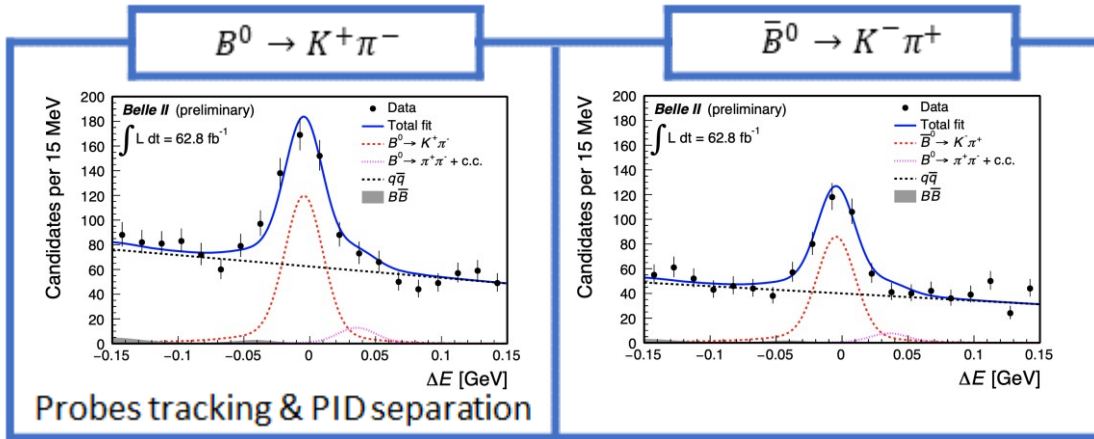 B⁰ → K⁺π⁻
B̄⁰ → K⁻π⁺
Candidates per 15 MeV
200
180
160
140
120
100
80
60
40
20
0
Belle II (preliminary)
∫ L dt = 62.8 fb⁻¹
Data
Total fit
B⁰→ K⁺π⁻
B⁰→ π⁺π⁻ + c.c.
qq̄
BB̄
−0.15 −0.1 −0.05 0 0.05 0.1 0.15
ΔE [GeV]
Candidates per 15 MeV
200
180
160
140
120
100
80
60
40
20
0
Belle II (preliminary)
∫ L dt = 62.8 fb⁻¹
Data
Total fit
B̄⁰→ K⁻π⁺
B⁰→ π⁺π⁻ + c.c.
qq̄
BB̄
−0.15 −0.1 −0.05 0 0.05 0.1 0.15
ΔE [GeV]
Probes tracking & PID separation